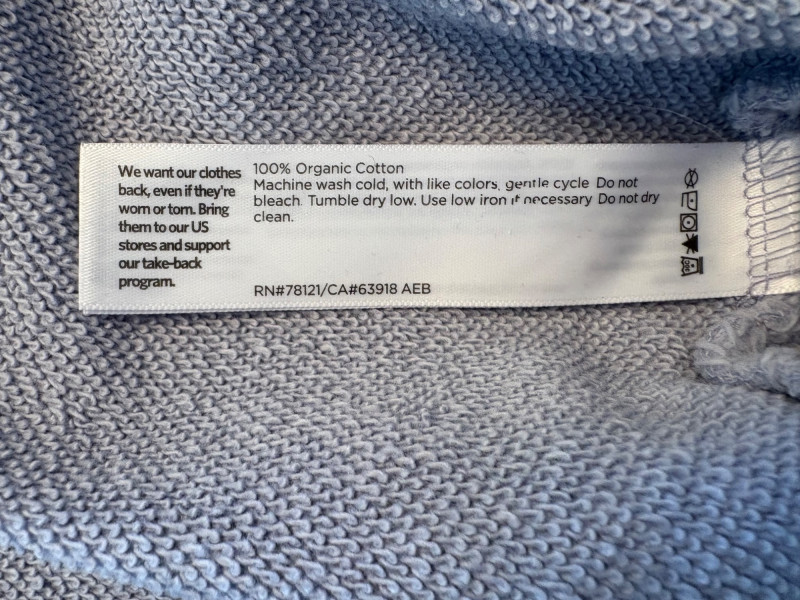 We want our clothes
back, even if they're
worn or torn. Bring
them to our US
stores and support
our take-back
program.
100% Organic Cotton
Machine wash cold, with like colors, gentle cycle Do not
bleach. Tumble dry low. Use low iron if necessary Do not dry
clean.
RN#78121/CA#63918 AEB